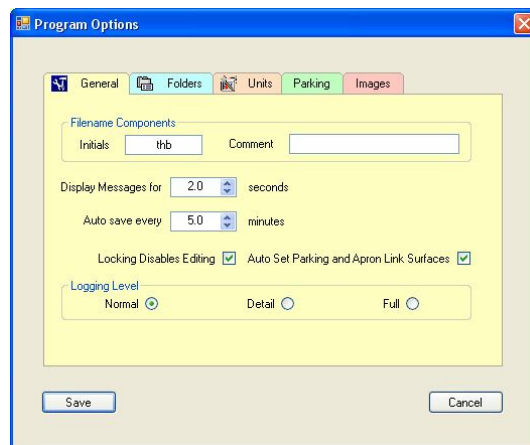 Program Options
General Folders Units Parking Images
Filename Components
Initials thb Comment
Display Messages for 2.0 seconds
Auto save every 5.0 minutes
Locking Disables Editing Auto Set Parking and Apron Link Surfaces
Logging Level
Normal Detail Full
Save Cancel